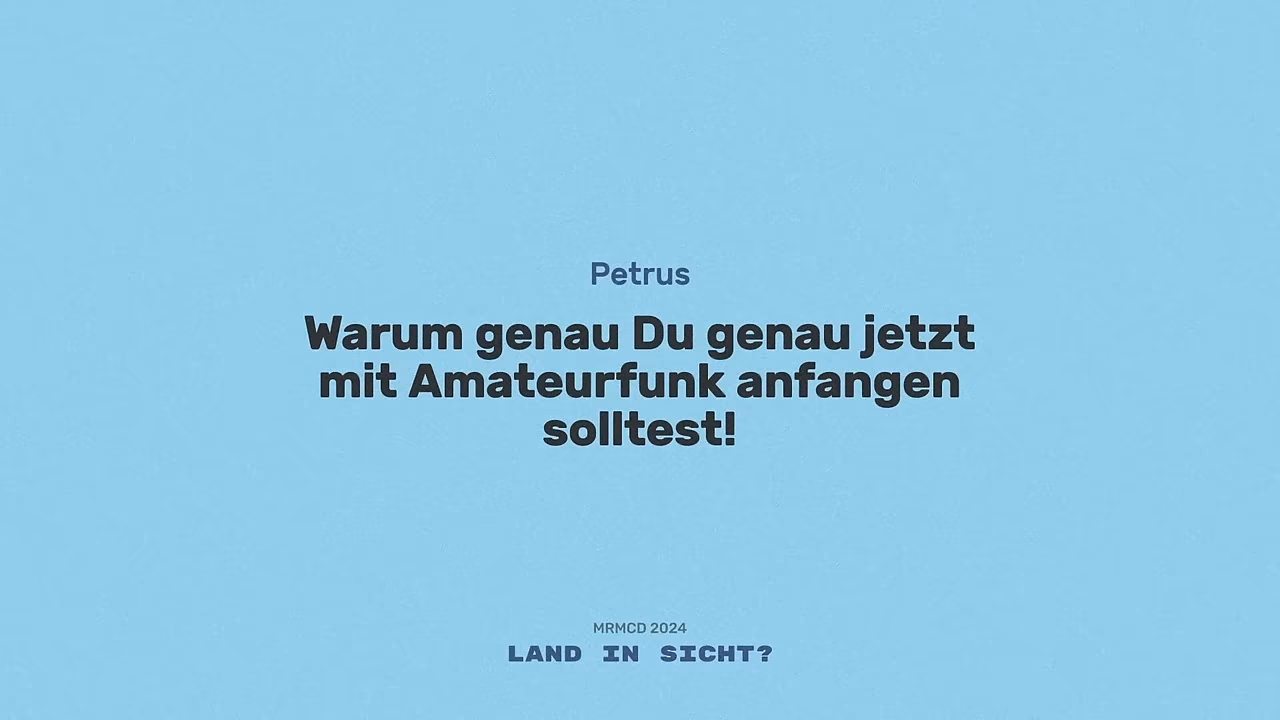 Petrus
Warum genau Du genau jetzt
mit Amateurfunk anfangen
solltest!
MRMCD 2024
LAND IN SICHT?